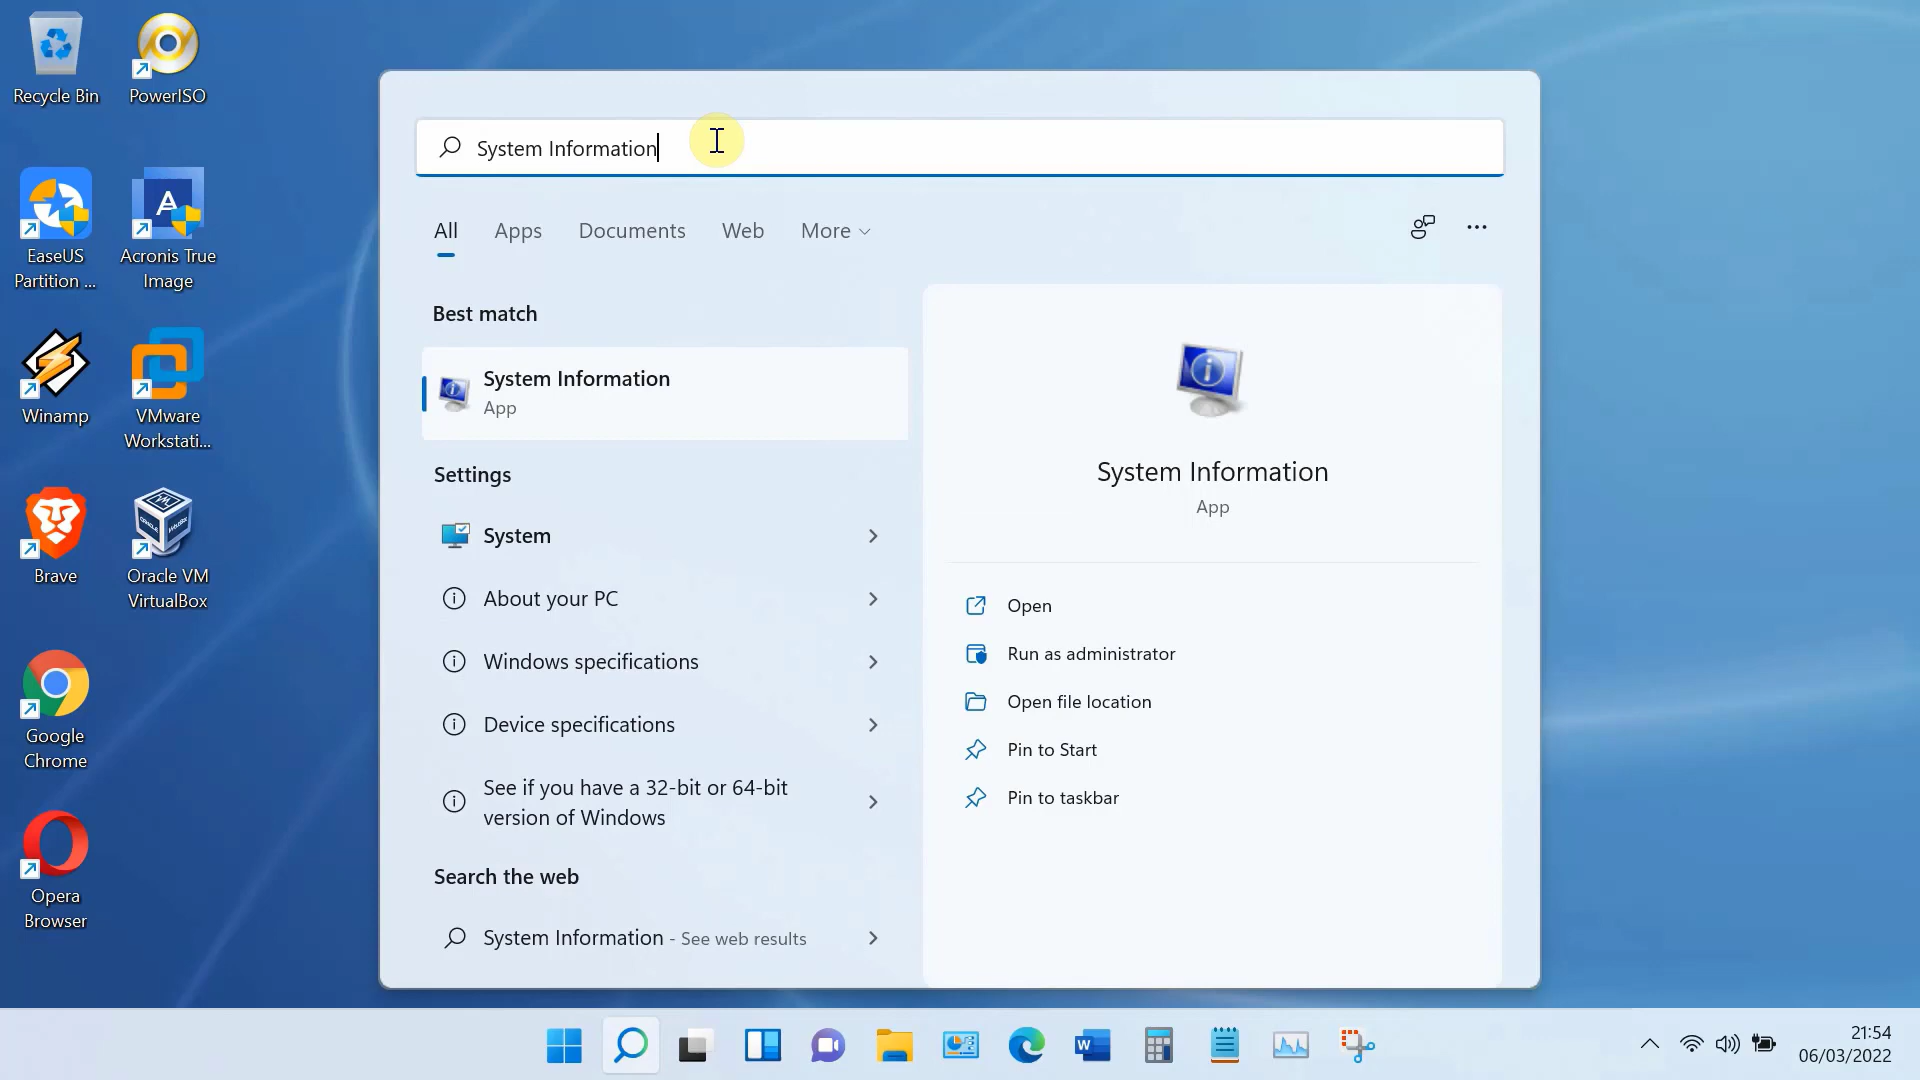 Recycle Bin
PowerISO
EaseUS
Partition ...
Acronis True
Image
Winamp
VMware
Workstati...
Brave
Oracle VM
VirtualBox
Google
Chrome
Opera
Browser
System Information
All
Apps
Documents
Web
More
Best match
System Information
App
Settings
System
About your PC
Windows specifications
Device specifications
See if you have a 32-bit or 64-bit
version of Windows
Search the web
System Information - See web results
System Information
App
Open
Run as administrator
Open file location
Pin to Start
Pin to taskbar
21:54
06/03/2022